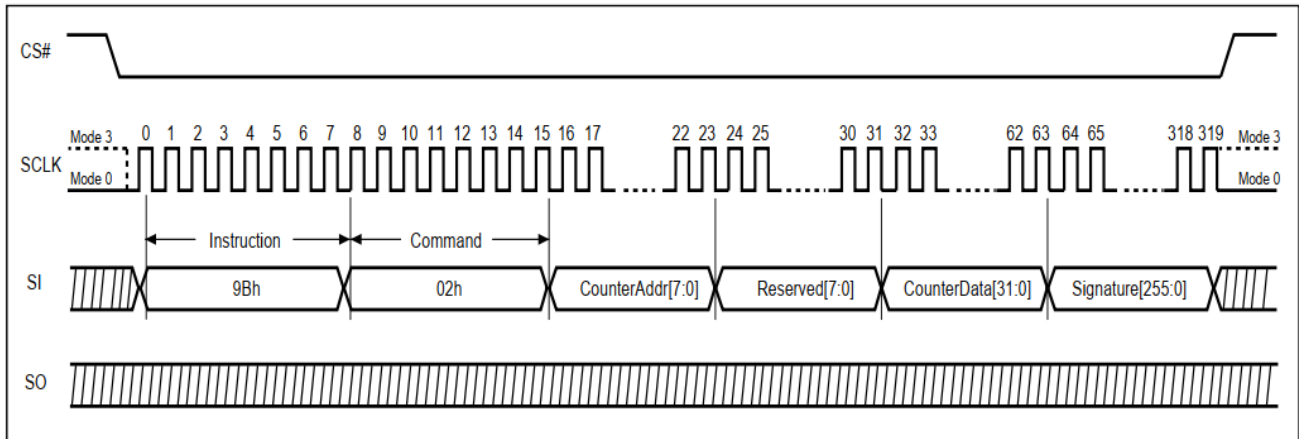 CS#
Mode 3 0 1 2 3 4 5 6 7 8 9 10 11 12 13 14 15 16 17 22 23 24 25 30 31 32 33 62 63 64 65 318 319 Mode 3
SCLK
Mode 0 Mode 0
Instruction Command
SI 9Bh 02h CounterAddr[7:0] Reserved[7:0] CounterData[31:0] Signature[255:0]
SO